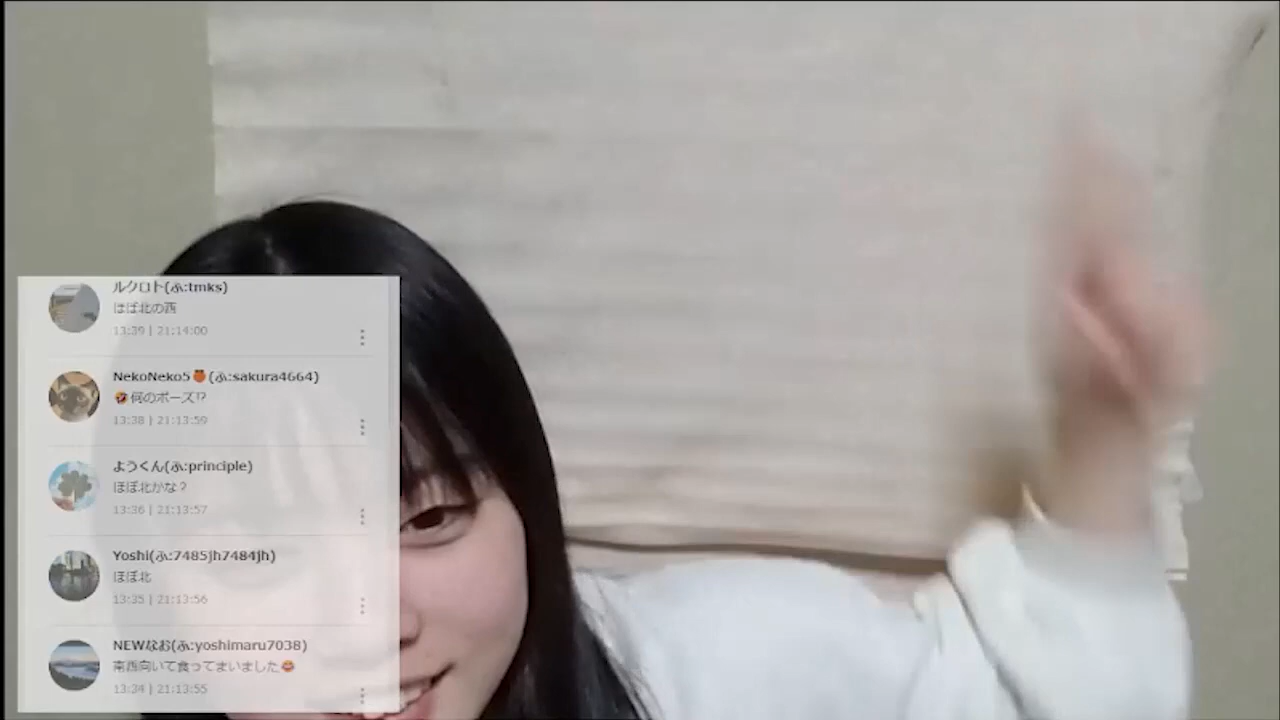 ルクロト(ふ:tmks)
ほぼ北の西
13:39 | 21:14:00
NekoNeko5🍊(ふ:sakura4664)
🤣何のポーズ⁉
13:38 | 21:13:59
ようくん(ふ:principle)
ほぼ北かな？
13:36 | 21:13:57
Yoshi(ふ:7485jh7484jh)
ほぼ北
13:35 | 21:13:56
NEWなお(ふ:yoshimaru7038)
南西向いて食ってまいました😂
13:34 | 21:13:55